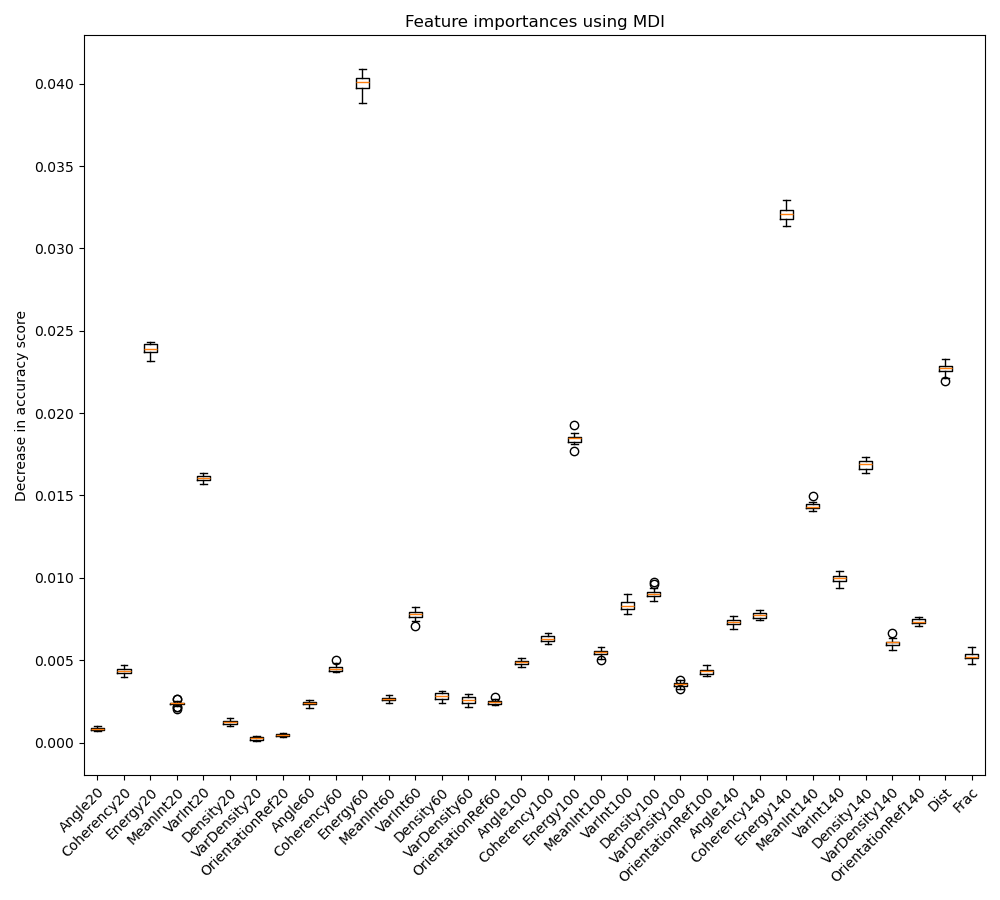 Feature importances using MDI
Decrease in accuracy score
0.040
0.035
0.030
0.025
0.020
0.015
0.010
0.005
0.000
Angle20
Coherency20
Energy20
MeanInt20
VarInt20
Density20
VarDensity20
OrientationRef20
Angle60
Coherency60
Energy60
MeanInt60
VarInt60
Density60
VarDensity60
OrientationRef60
Angle100
Coherency100
Energy100
MeanInt100
VarInt100
Density100
VarDensity100
OrientationRef100
Angle140
Coherency140
Energy140
MeanInt140
VarInt140
Density140
VarDensity140
OrientationRef140
Dist
Frac